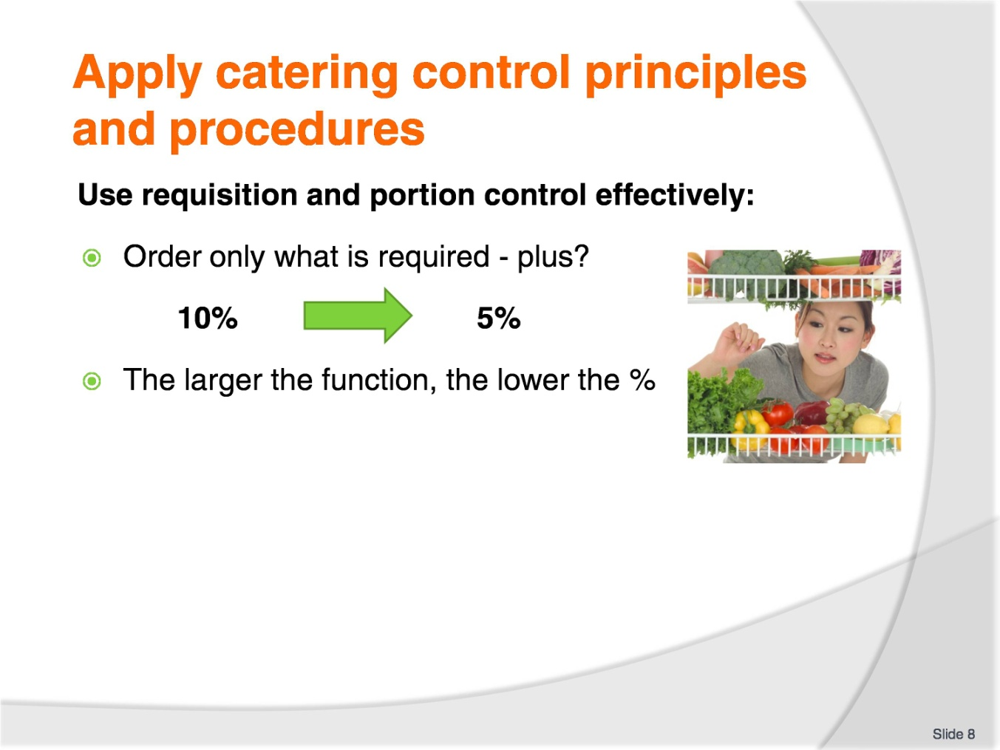 Apply catering control principles
and procedures
Use requisition and portion control effectively:
Order only what is required - plus?
10% 5%
The larger the function, the lower the %
Slide 8